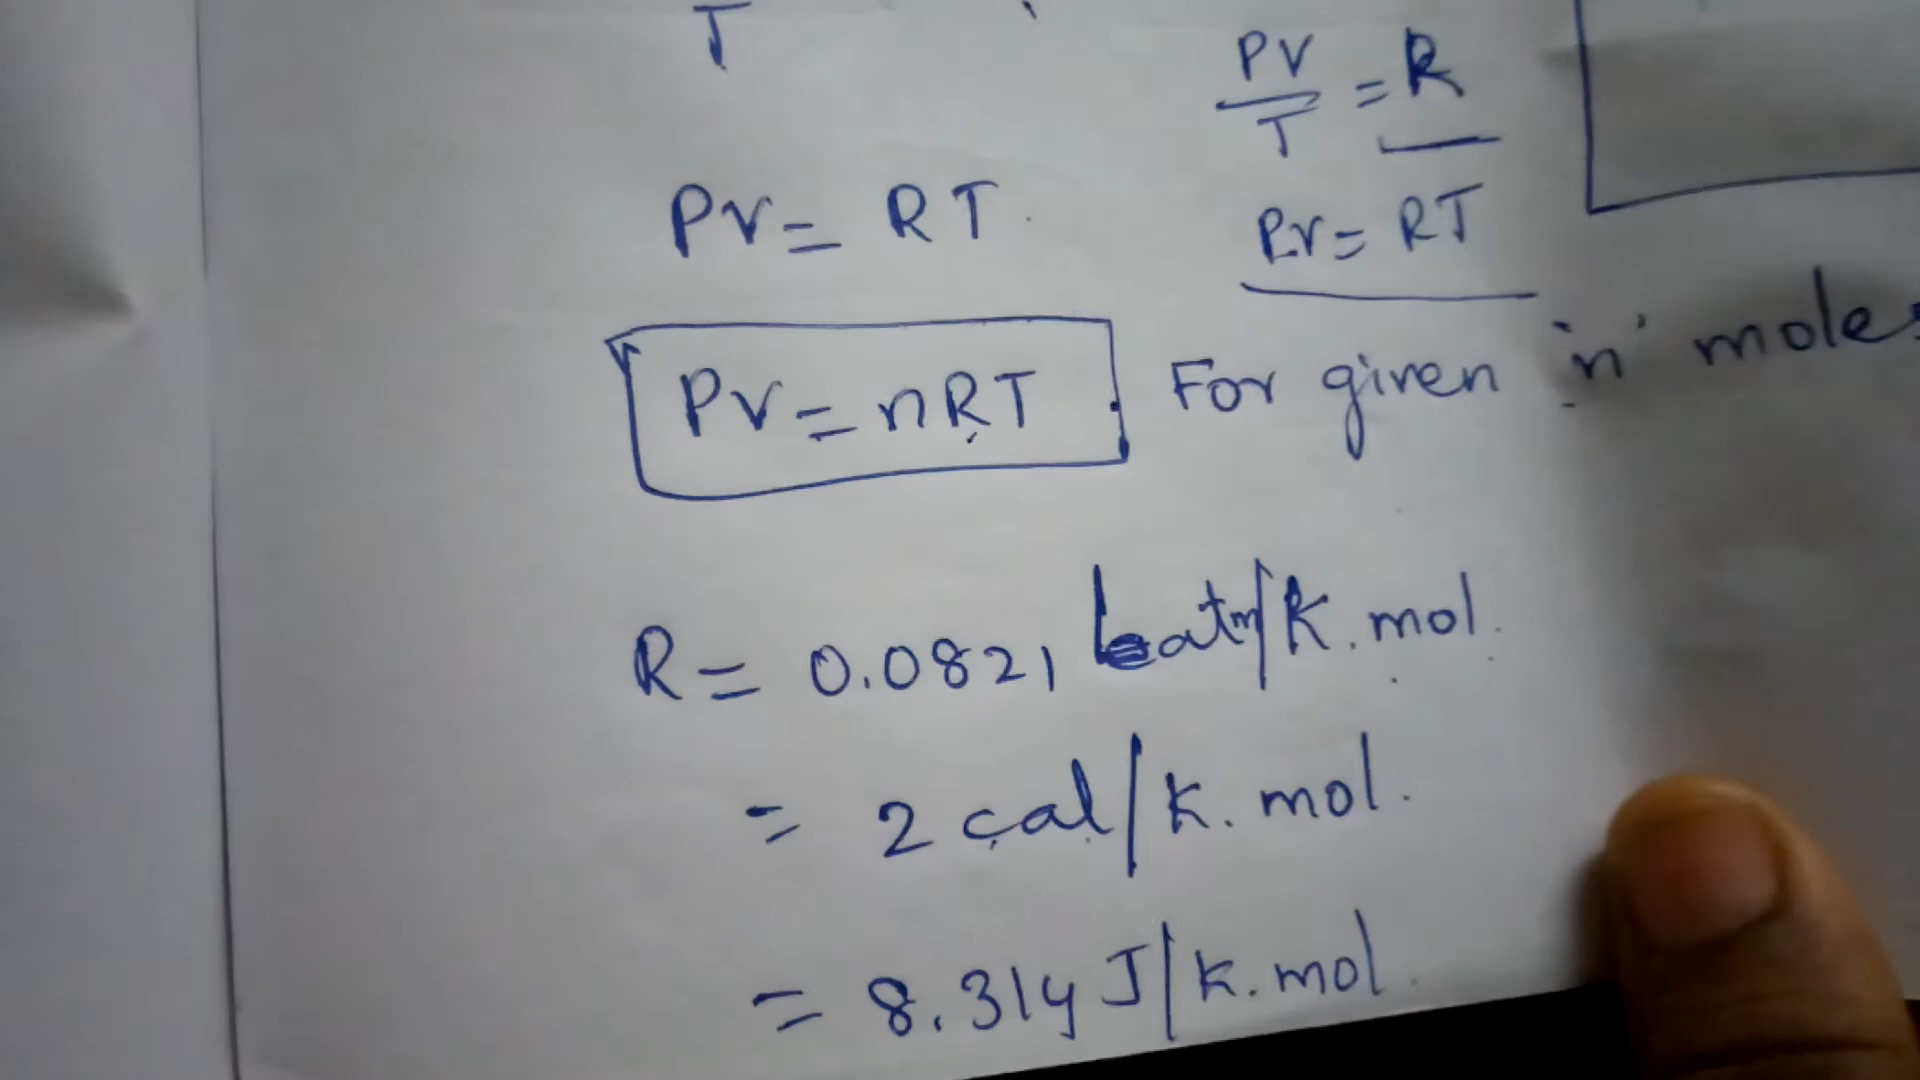 T
PV/T = R
PV = RT
PV = RT
PV = nRT For given 'n' moles
R = 0.0821 Latm/K.mol.
= 2 cal/K.mol.
= 8.314 J/K.mol